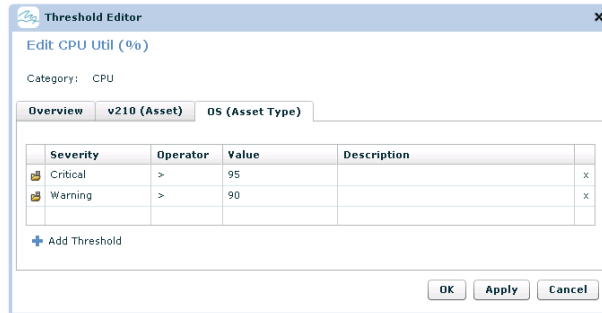 Threshold Editor x
Edit CPU Util (%)
Category: CPU
Overview v210 (Asset) OS (Asset Type)
Severity Operator Value Description
Critical > 95 x
Warning > 90 x
Add Threshold
OK Apply Cancel